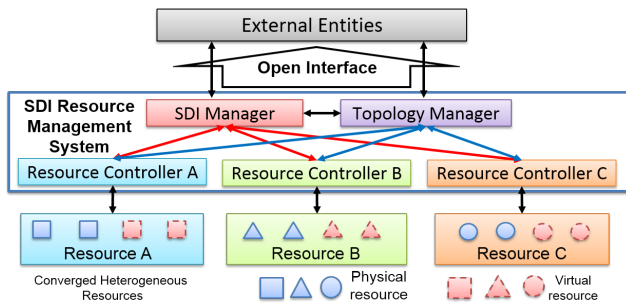 External Entities
Open Interface
SDI Resource
Management
System
SDI Manager
Topology Manager
Resource Controller A
Resource Controller B
Resource Controller C
Resource A
Resource B
Resource C
Converged Heterogeneous
Resources
Physical
resource
Virtual
resource